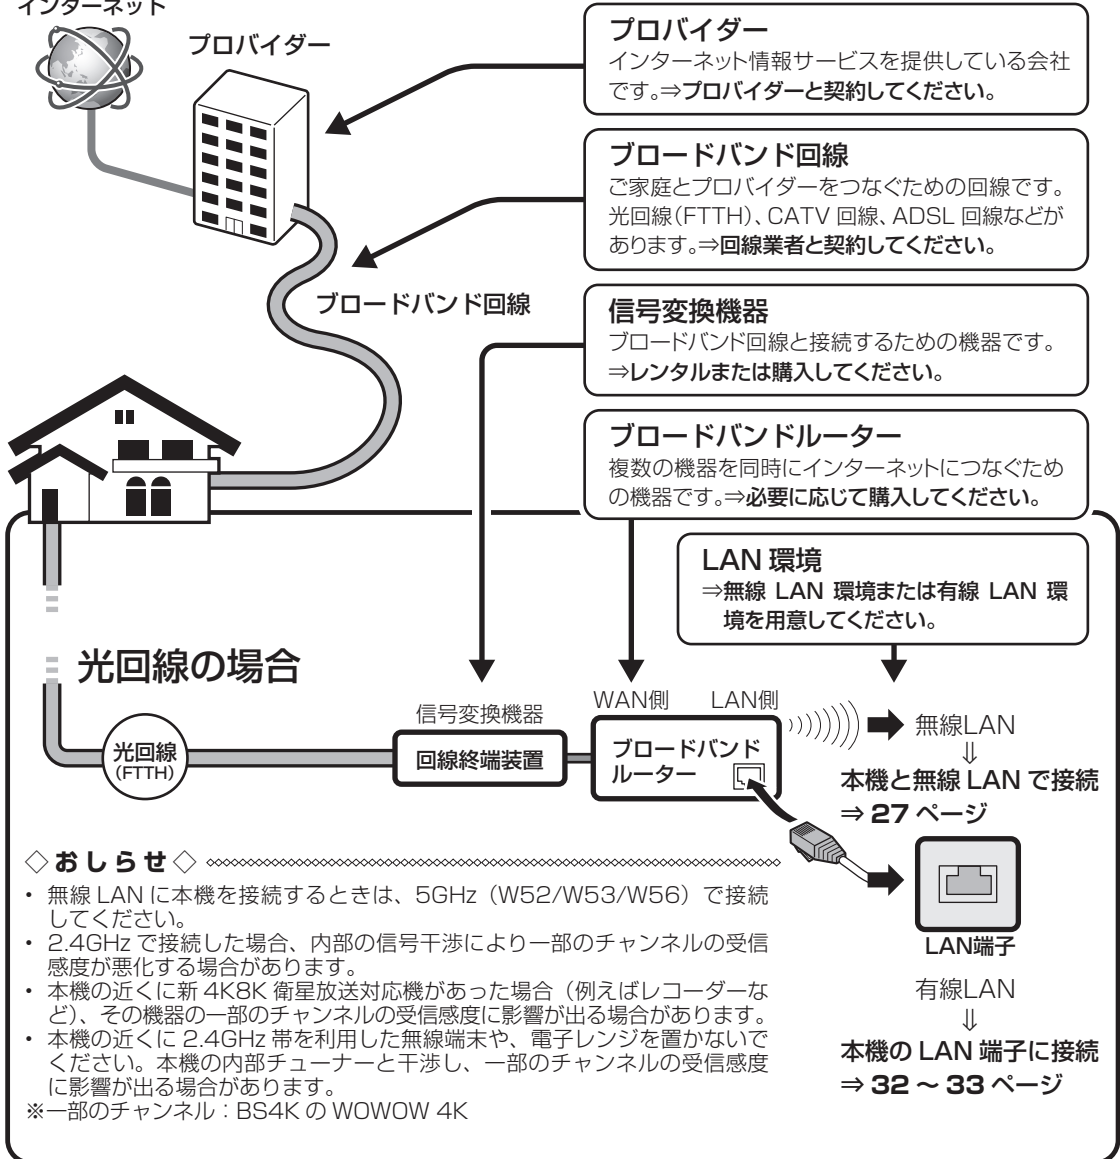 インターネット
プロバイダー
プロバイダー
インターネット情報サービスを提供している会社
です。⇒プロバイダーと契約してください。
ブロードバンド回線
ご家庭とプロバイダーをつなぐための回線です。
光回線(FTTH)、CATV 回線、ADSL 回線などが
あります。⇒回線業者と契約してください。
ブロードバンド回線
信号変換機器
ブロードバンド回線と接続するための機器です。
⇒レンタルまたは購入してください。
ブロードバンドルーター
複数の機器を同時にインターネットにつなぐため
の機器です。⇒必要に応じて購入してください。
LAN 環境
⇒無線 LAN 環境または有線 LAN 環
境を用意してください。
光回線の場合
光回線
(FTTH)
信号変換機器
回線終端装置
WAN側 LAN側
ブロードバンド
ルーター
無線LAN
⇓
本機と無線 LAN で接続
⇒ 27 ページ
LAN端子
有線LAN
⇓
本機の LAN 端子に接続
⇒ 32 ～ 33 ページ
◇おしらせ◇
• 無線 LAN に本機を接続するときは、5GHz（W52/W53/W56）で接続
してください。
• 2.4GHz で接続した場合、内部の信号干渉により一部のチャンネルの受信
感度が悪化する場合があります。
• 本機の近くに新 4K8K 衛星放送対応機があった場合（例えばレコーダーな
ど）、その機器の一部のチャンネルの受信感度に影響が出る場合があります。
• 本機の近くに 2.4GHz 帯を利用した無線端末や、電子レンジを置かないで
ください。本機の内部チューナーと干渉し、一部のチャンネルの受信感度
に影響が出る場合があります。
※一部のチャンネル：BS4K の WOWOW 4K